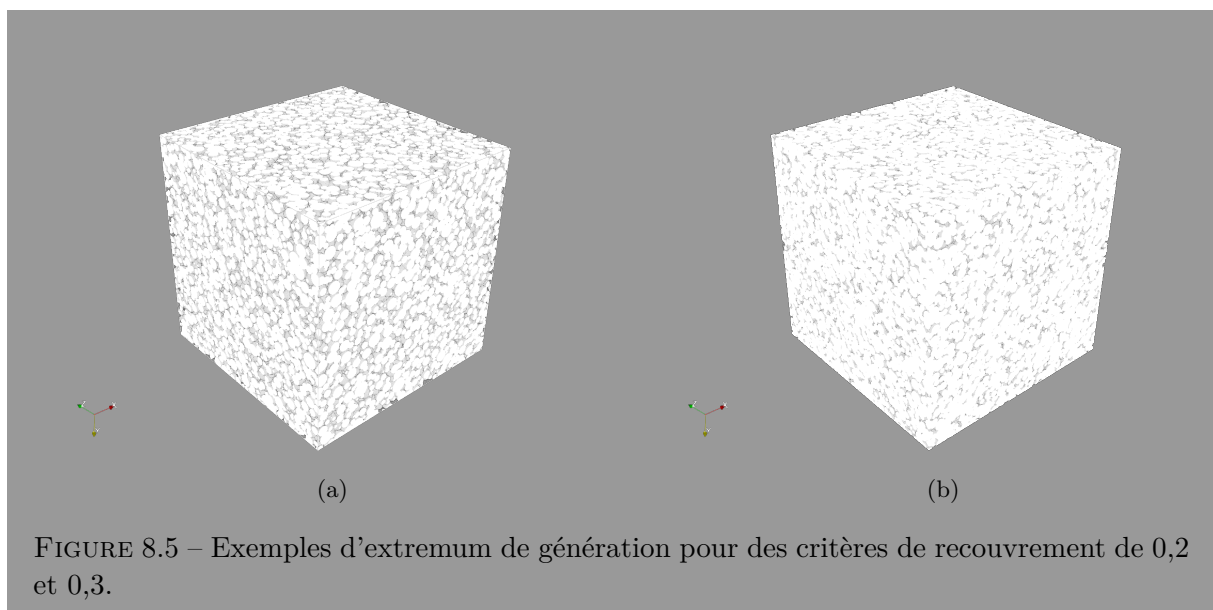 (a)
(b)
FIGURE 8.5 – Exemples d'extremum de génération pour des critères de recouvrement de 0,2
et 0,3.